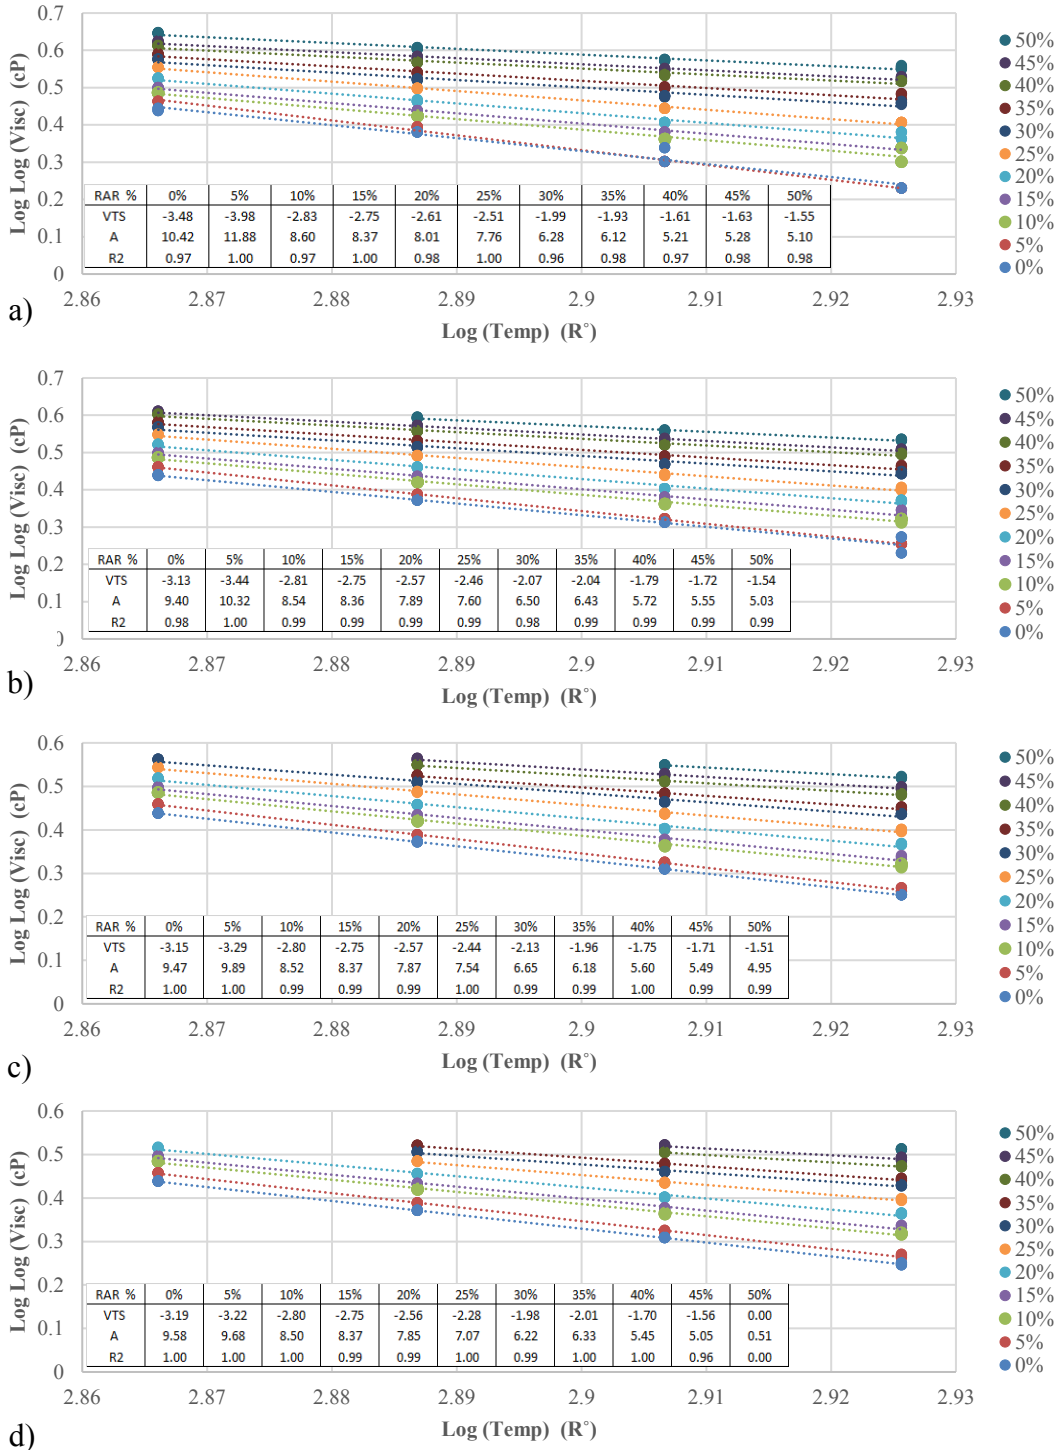 0.7
0.6
0.5
0.4
0.3
0.2
0.1
0
Log Log (Visc) (cP)
50%
45%
40%
35%
30%
25%
20%
15%
10%
5%
0%
RAR % 0% 5% 10% 15% 20% 25% 30% 35% 40% 45% 50%
VTS -3.48 -3.98 -2.83 -2.75 -2.61 -2.51 -1.99 -1.93 -1.61 -1.63 -1.55
A 10.42 11.88 8.60 8.37 8.01 7.76 6.28 6.12 5.21 5.28 5.10
R2 0.97 1.00 0.97 1.00 0.98 1.00 0.96 0.98 0.97 0.98 0.98
2.86 2.87 2.88 2.89 2.9 2.91 2.92 2.93
Log (Temp) (R°)
a)
0.7
0.6
0.5
0.4
0.3
0.2
0.1
0
Log Log (Visc) (cP)
50%
45%
40%
35%
30%
25%
20%
15%
10%
5%
0%
RAR % 0% 5% 10% 15% 20% 25% 30% 35% 40% 45% 50%
VTS -3.13 -3.44 -2.81 -2.75 -2.57 -2.46 -2.07 -2.04 -1.79 -1.72 -1.54
A 9.40 10.32 8.54 8.36 7.89 7.60 6.50 6.43 5.72 5.55 5.03
R2 0.98 1.00 0.99 0.99 0.99 0.99 0.98 0.99 0.99 0.99 0.99
2.86 2.87 2.88 2.89 2.9 2.91 2.92 2.93
Log (Temp) (R°)
b)
0.6
0.5
0.4
0.3
0.2
0.1
0
Log Log (Visc) (cP)
50%
45%
40%
35%
30%
25%
20%
15%
10%
5%
0%
RAR % 0% 5% 10% 15% 20% 25% 30% 35% 40% 45% 50%
VTS -3.15 -3.29 -2.80 -2.75 -2.57 -2.44 -2.13 -1.96 -1.75 -1.71 -1.51
A 9.47 9.89 8.52 8.37 7.87 7.54 6.65 6.18 5.60 5.49 4.95
R2 1.00 1.00 0.99 0.99 0.99 1.00 0.99 0.99 1.00 0.99 0.99
2.86 2.87 2.88 2.89 2.9 2.91 2.92 2.93
Log (Temp) (R°)
c)
0.6
0.5
0.4
0.3
0.2
0.1
0
Log Log (Visc) (cP)
50%
45%
40%
35%
30%
25%
20%
15%
10%
5%
0%
RAR % 0% 5% 10% 15% 20% 25% 30% 35% 40% 45% 50%
VTS -3.19 -3.22 -2.80 -2.75 -2.56 -2.28 -1.98 -2.01 -1.70 -1.56 0.00
A 9.58 9.68 8.50 8.37 7.85 7.07 6.22 6.33 5.45 5.05 0.51
R2 1.00 1.00 1.00 0.99 0.99 1.00 0.99 1.00 1.00 0.96 0.00
2.86 2.87 2.88 2.89 2.9 2.91 2.92 2.93
Log (Temp) (R°)
d)